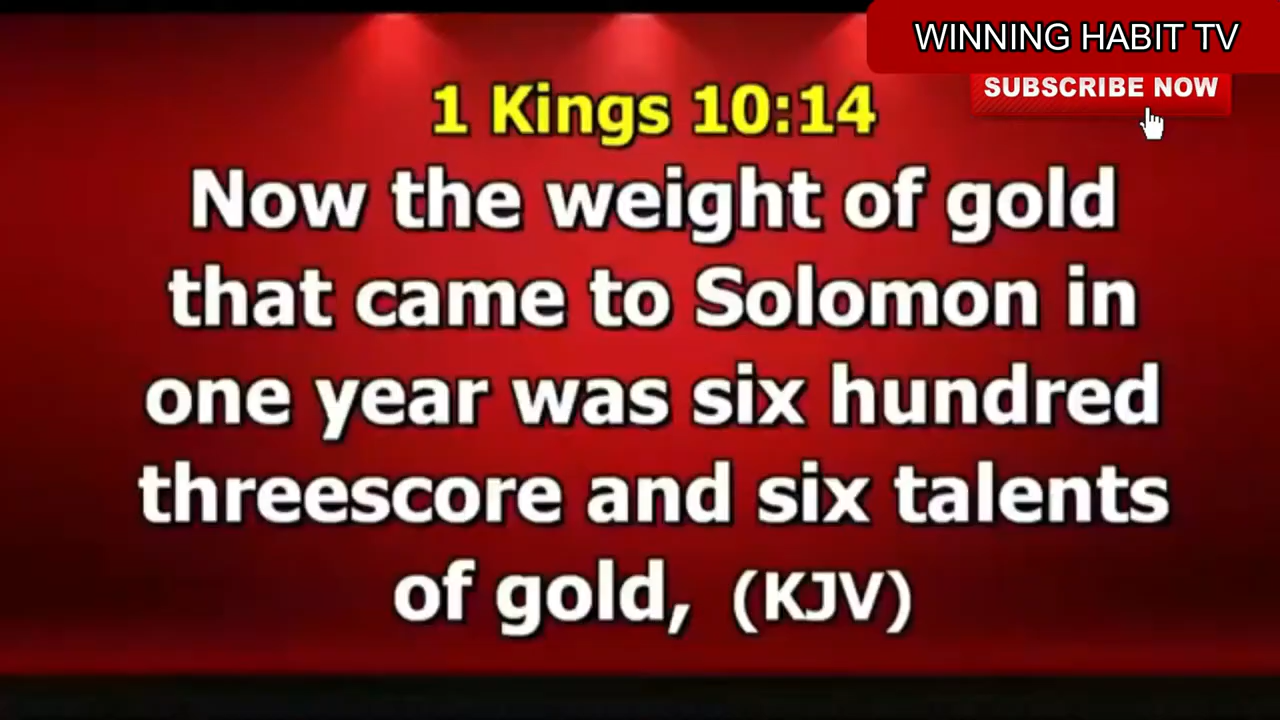 WINNING HABIT TV
SUBSCRIBE NOW
1 Kings 10:14
Now the weight of gold
that came to Solomon in
one year was six hundred
threescore and six talents
of gold, (KJV)